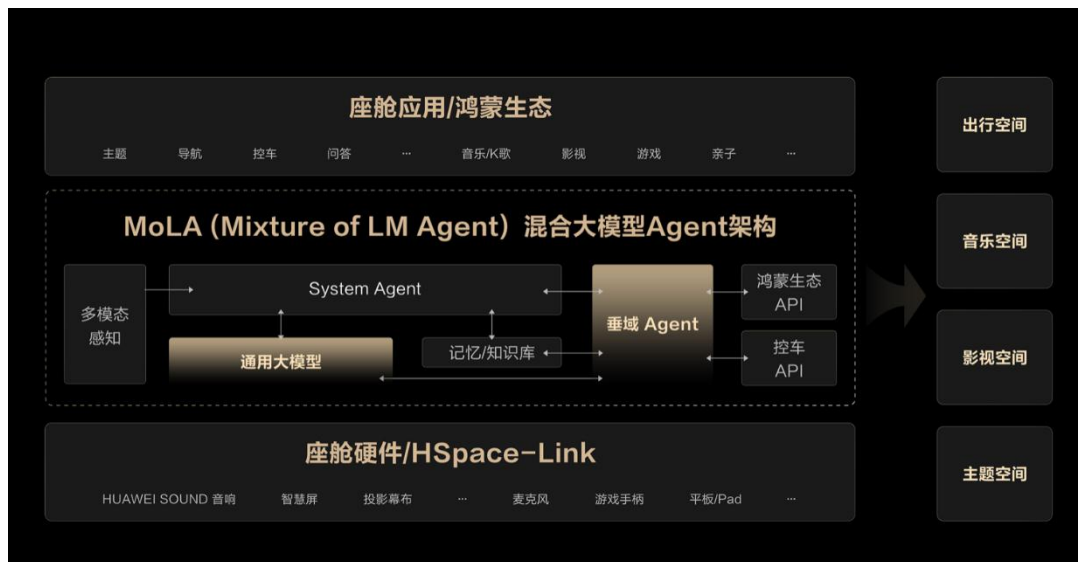 座舱应用/鸿蒙生态
主题 导航 控车 问答 ... 音乐/K歌 影视 游戏 亲子 ...
MoLA (Mixture of LM Agent) 混合大模型Agent架构
多模态
感知
System Agent
通用大模型
记忆/知识库
垂域 Agent
鸿蒙生态
API
控车
API
座舱硬件/HSpace-Link
HUAWEI SOUND 音响 智慧屏 投影幕布 ... 麦克风 游戏手柄 平板/Pad ...
出行空间
音乐空间
影视空间
主题空间